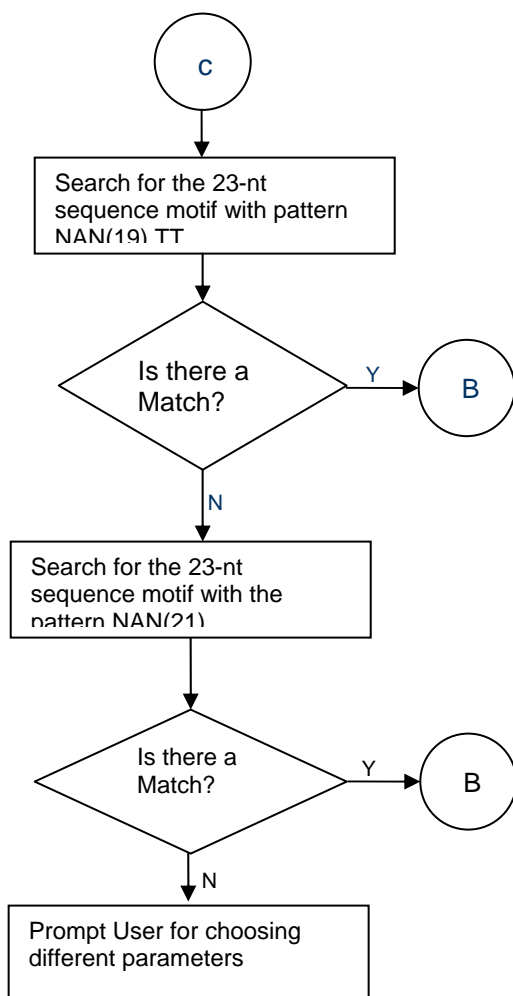 c
Search for the 23-nt
sequence motif with pattern
NAN(19) TT
Is there a
Match?
Y
B
N
Search for the 23-nt
sequence motif with the
pattern NAN(21)
Is there a
Match?
Y
B
N
Prompt User for choosing
different parameters